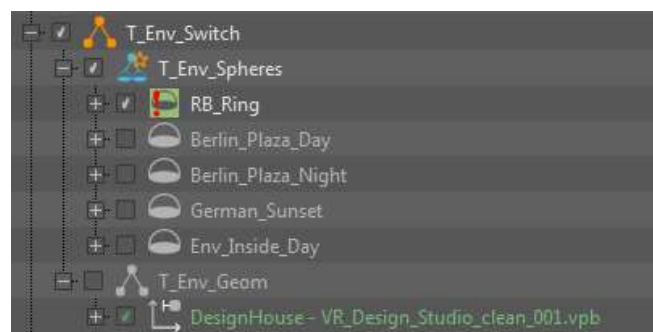 T_Env_Switch
T_Env_Spheres
RB_Ring
Berlin_Plaza_Day
Berlin_Plaza_Night
German_Sunset
Env_Inside_Day
T_Env_Geom
DesignHouse - VR_Design_Studio_clean_001.vpb